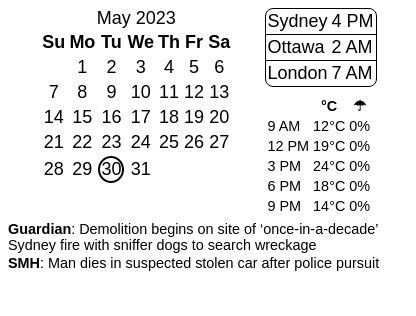 May 2023
Su Mo Tu We Th Fr Sa
1 2 3 4 5 6
7 8 9 10 11 12 13
14 15 16 17 18 19 20
21 22 23 24 25 26 27
28 29 30 31
Sydney 4 PM
Ottawa 2 AM
London 7 AM
°C ☂
9 AM 12°C 0%
12 PM 19°C 0%
3 PM 24°C 0%
6 PM 18°C 0%
9 PM 14°C 0%
Guardian: Demolition begins on site of ‘once-in-a-decade’
Sydney fire with sniffer dogs to search wreckage
SMH: Man dies in suspected stolen car after police pursuit